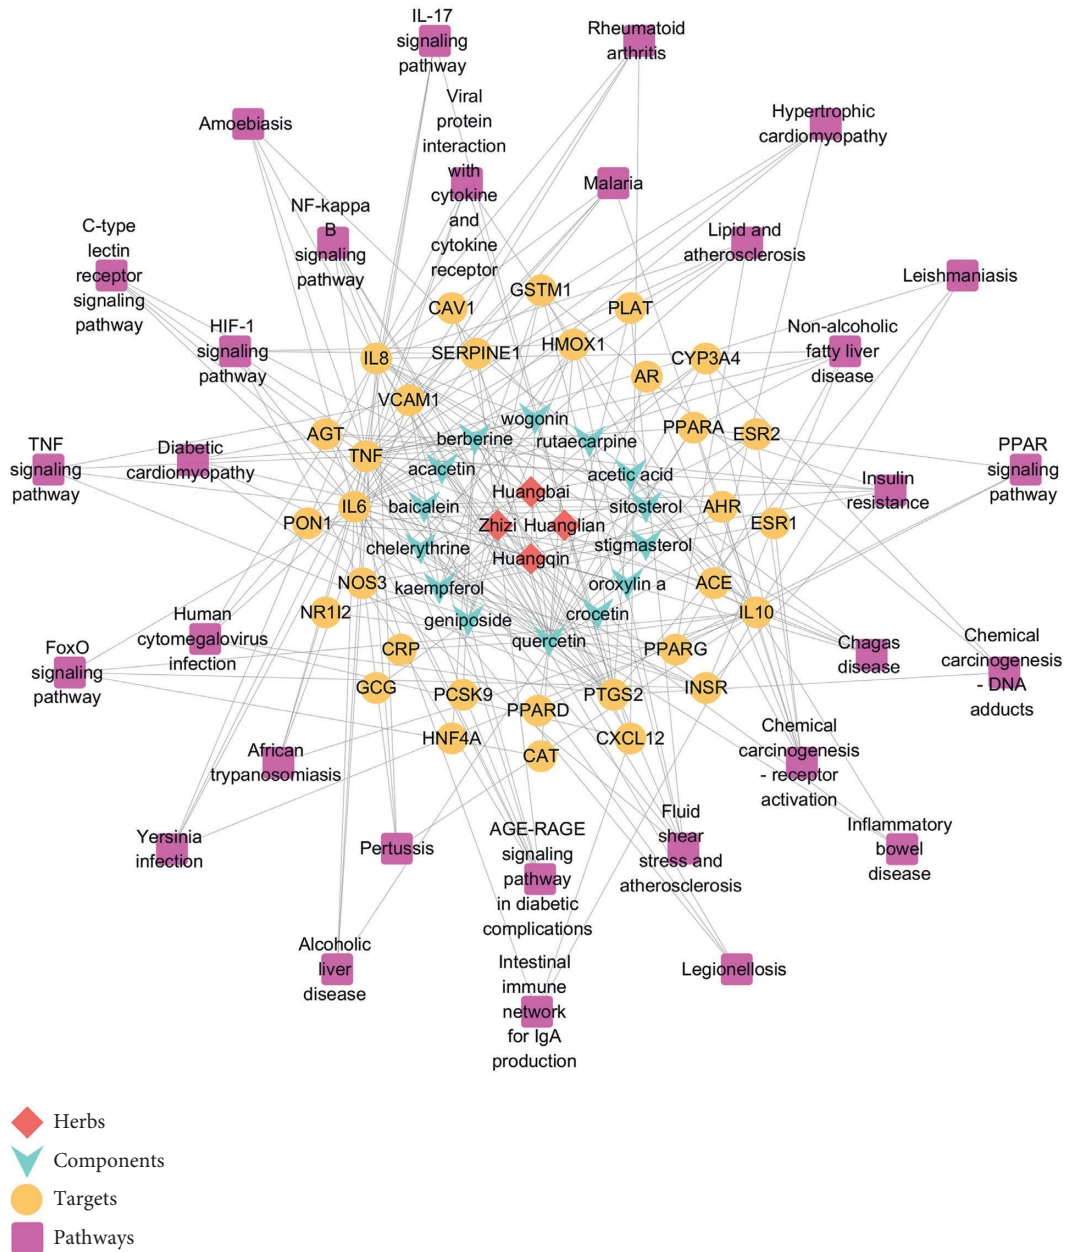 IL-17
signaling
pathway
Rheumatoid
arthritis
Viral
protein
interaction
with
cytokine
and
cytokine
receptor
Amoebiasis
Hypertrophic
cardiomyopathy
Malaria
NF-kappa
B
signaling
pathway
C-type
lectin
receptor
signaling
pathway
Lipid and
atherosclerosis
Leishmaniasis
HIF-1
signaling
pathway
Non-alcoholic
fatty liver
disease
GSTM1
CAV1
PLAT
IL8
SERPINE1
HMOX1
CYP3A4
AR
VCAM1
AGT
TNF
PPARA
ESR2
wogonin
berberine
rutaecarpine
acacetin
acetic acid
TNF
signaling
pathway
Diabetic
cardiomyopathy
Insulin
resistance
PPAR
signaling
pathway
Huangbai
IL6
baicalein
sitosterol
AHR
PON1
Zhizi
Huanglian
ESR1
chelerythrine
Huangqin
stigmasterol
NOS3
kaempferol
oroxylin a
ACE
NR1I2
geniposide
crocetin
IL10
quercetin
CRP
PPARG
Human
cytomegalovirus
infection
FoxO
signaling
pathway
Chagas
disease
Chemical
carcinogenesis
- DNA
adducts
GCG
PCSK9
PPARD
PTGS2
INSR
HNF4A
CAT
CXCL12
African
trypanosomiasis
Chemical
carcinogenesis
- receptor
activation
Yersinia
infection
Pertussis
AGE-RAGE
signaling
pathway
in diabetic
complications
Fluid
shear
stress and
atherosclerosis
Inflammatory
bowel
disease
Alcoholic
liver
disease
Intestinal
immune
network
for IgA
production
Legionellosis
Herbs
Components
Targets
Pathways